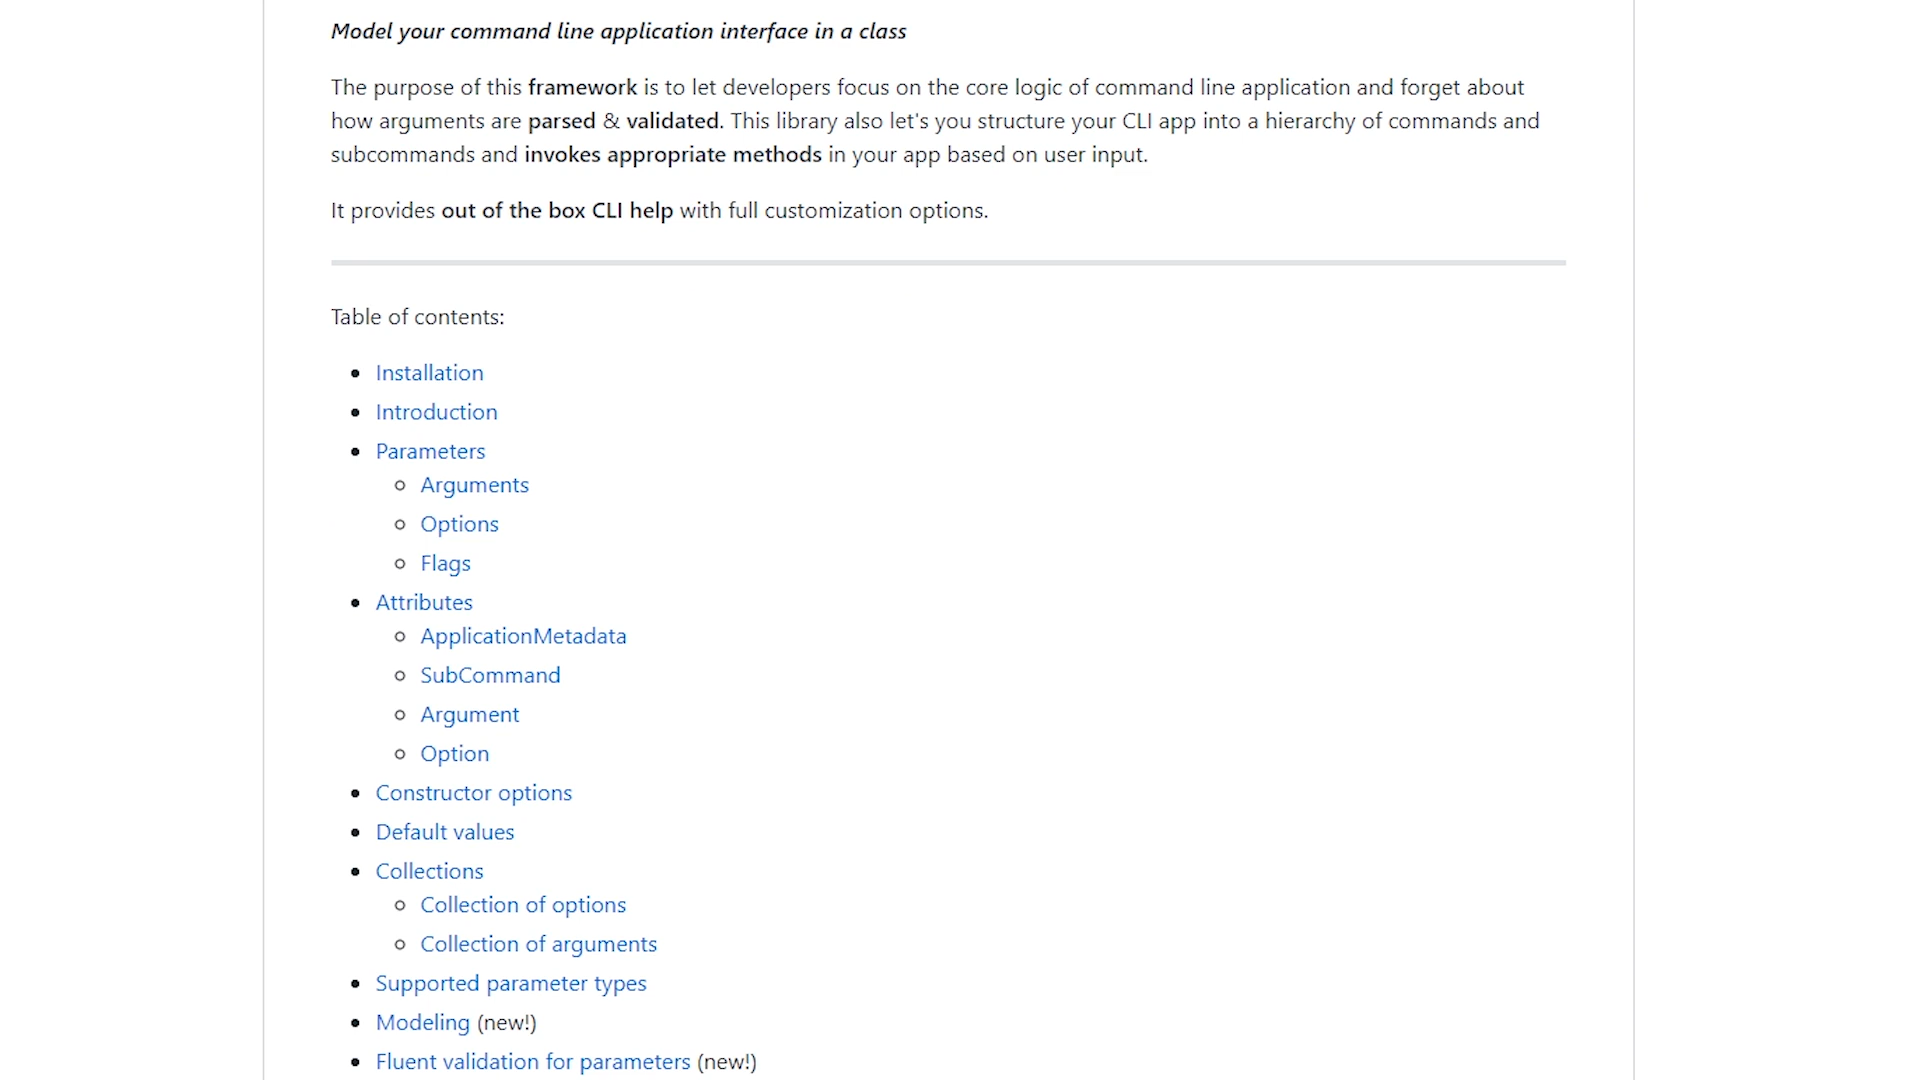 Model your command line application interface in a class
The purpose of this framework is to let developers focus on the core logic of command line application and forget about
how arguments are parsed & validated. This library also let's you structure your CLI app into a hierarchy of commands and
subcommands and invokes appropriate methods in your app based on user input.
It provides out of the box CLI help with full customization options.
Table of contents:
Installation
Introduction
Parameters
Arguments
Options
Flags
Attributes
ApplicationMetadata
SubCommand
Argument
Option
Constructor options
Default values
Collections
Collection of options
Collection of arguments
Supported parameter types
Modeling (new!)
Fluent validation for parameters (new!)